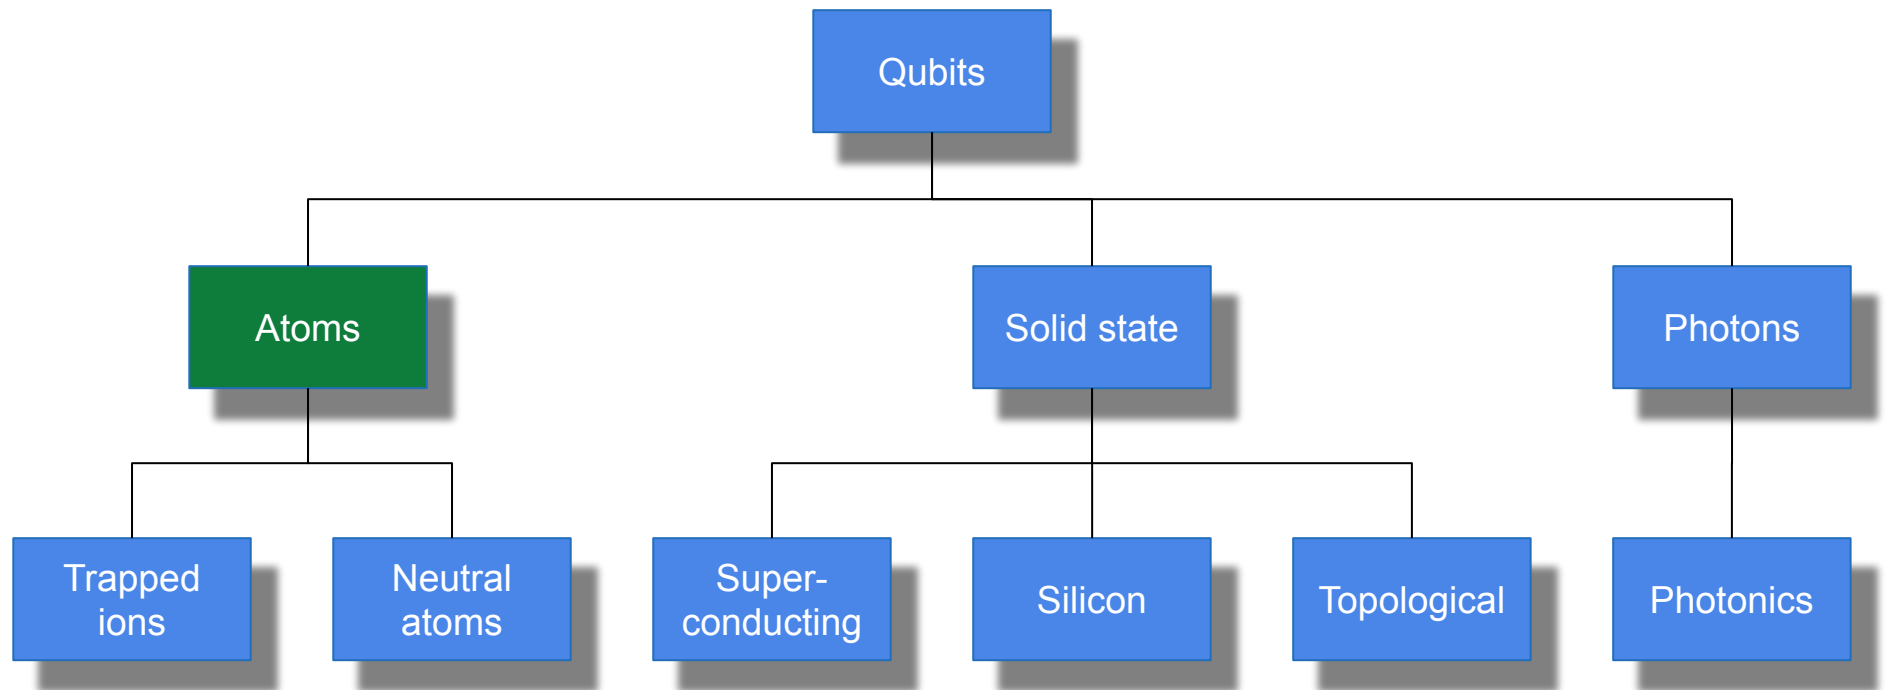 Qubits
Atoms
Solid state
Photons
Trapped
ions
Neutral
atoms
Super-
conducting
Silicon
Topological
Photonics